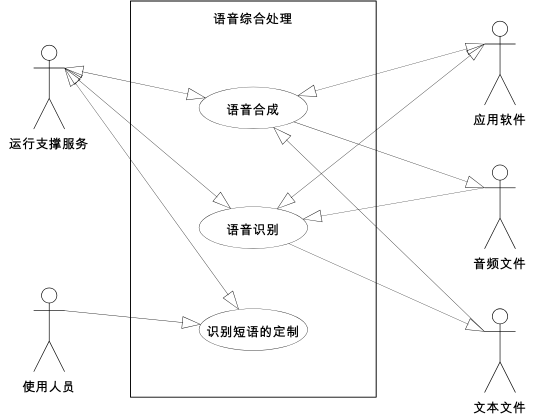 语音综合处理
运行支撑服务
语音合成
应用软件
语音识别
音频文件
使用人员
识别短语的定制
文本文件